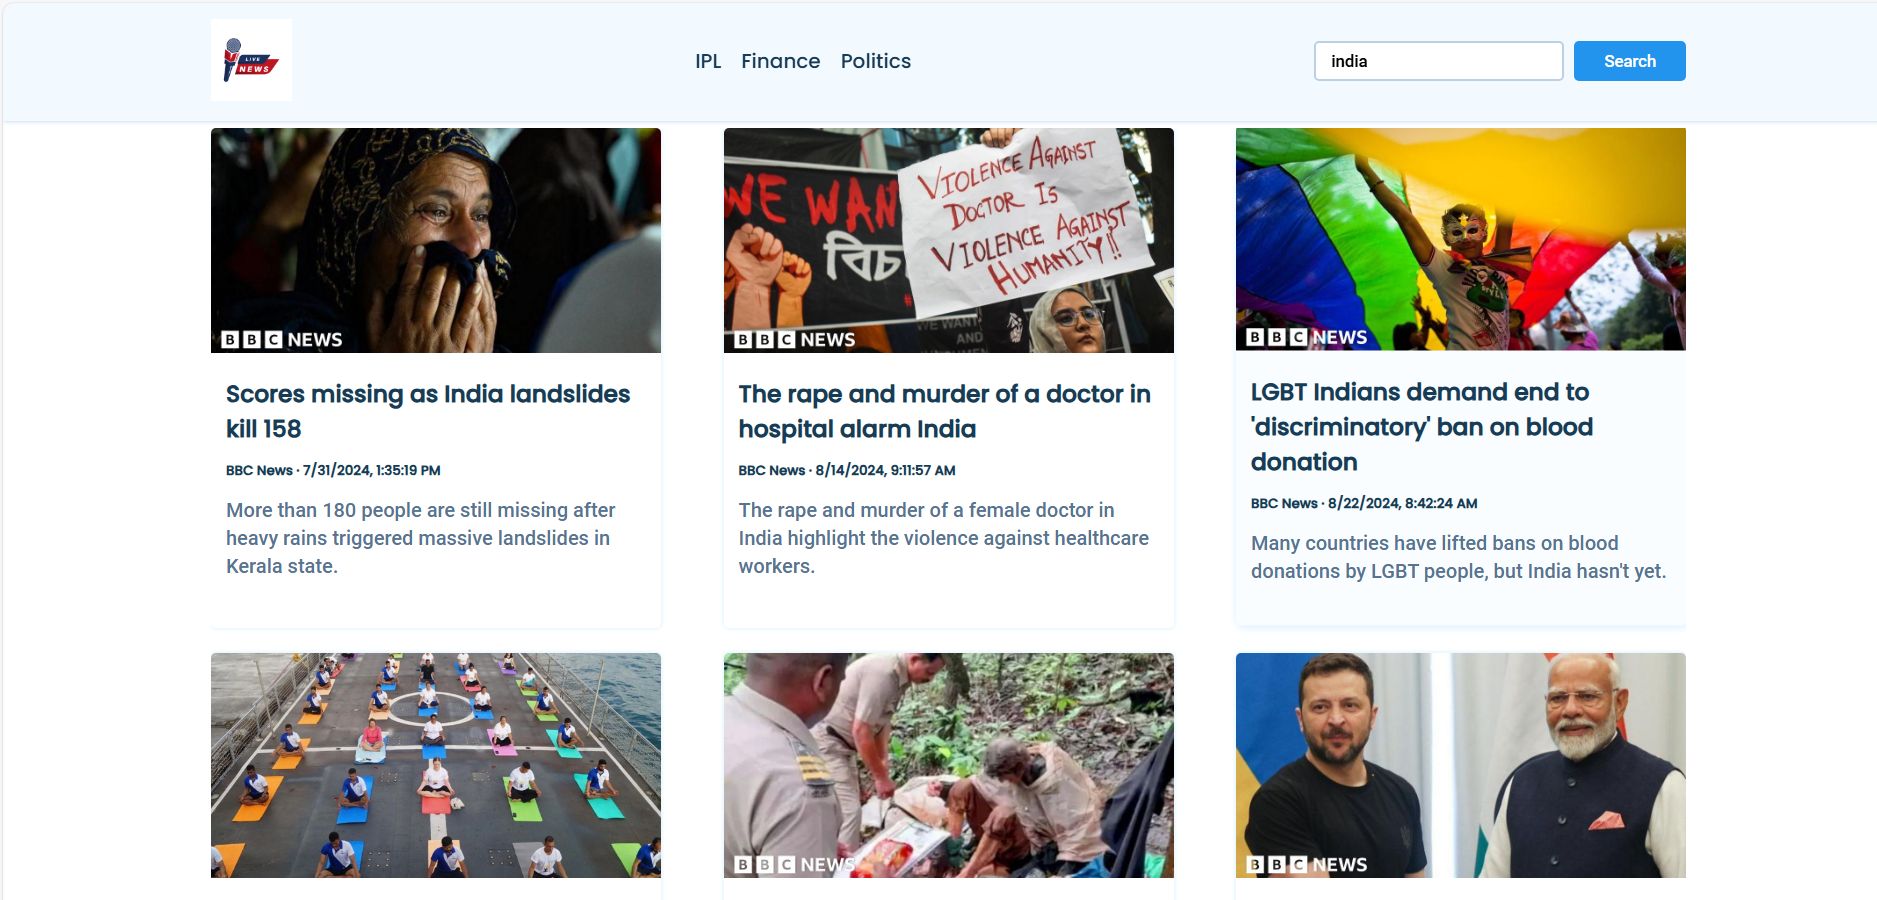 LIVE
NEWS
IPL
Finance
Politics
india
Search
BBC NEWS
WE WAN
বিচ
VIOLENCE AGAINST
DOCTOR IS
VIOLENCE AGAINST
HUMANITY!!
WE WANT
AND
BBC NEWS
BBC NEWS
Scores missing as India landslides
kill 158
BBC News · 7/31/2024, 1:35:19 PM
More than 180 people are still missing after
heavy rains triggered massive landslides in
Kerala state.
The rape and murder of a doctor in
hospital alarm India
BBC News · 8/14/2024, 9:11:57 AM
The rape and murder of a female doctor in
India highlight the violence against healthcare
workers.
LGBT Indians demand end to
'discriminatory' ban on blood
donation
BBC News · 8/22/2024, 8:42:24 AM
Many countries have lifted bans on blood
donations by LGBT people, but India hasn't yet.
BBC NEWS
BBC NEWS